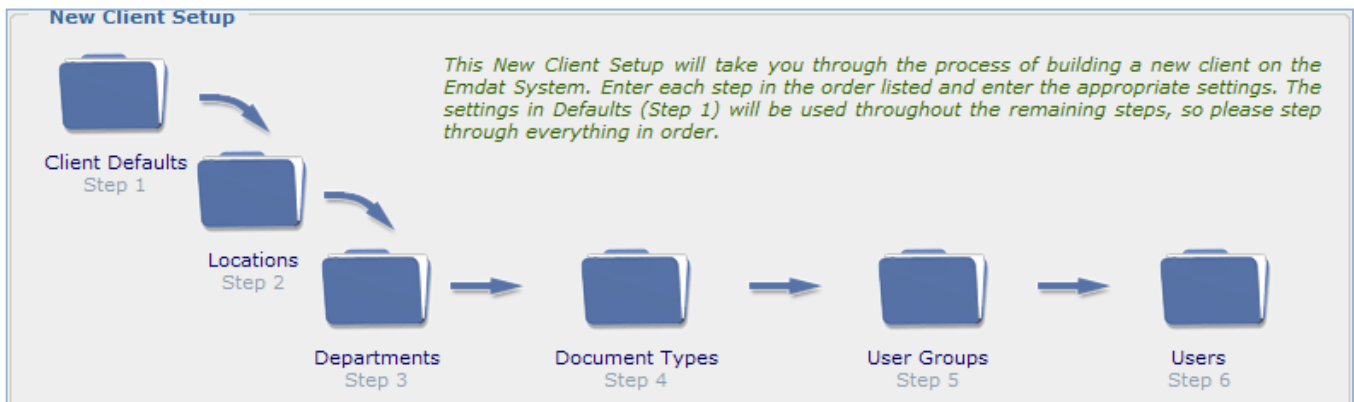 New Client Setup
This New Client Setup will take you through the process of building a new client on the
Emdat System. Enter each step in the order listed and enter the appropriate settings. The
settings in Defaults (Step 1) will be used throughout the remaining steps, so please step
through everything in order.
Client Defaults
Step 1
Locations
Step 2
Departments
Step 3
Document Types
Step 4
User Groups
Step 5
Users
Step 6